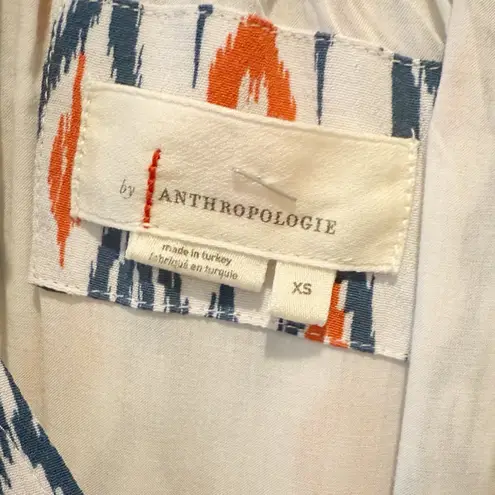 by ANTHROPOLOGIE
made in turkey
fabriqué en turquie
XS